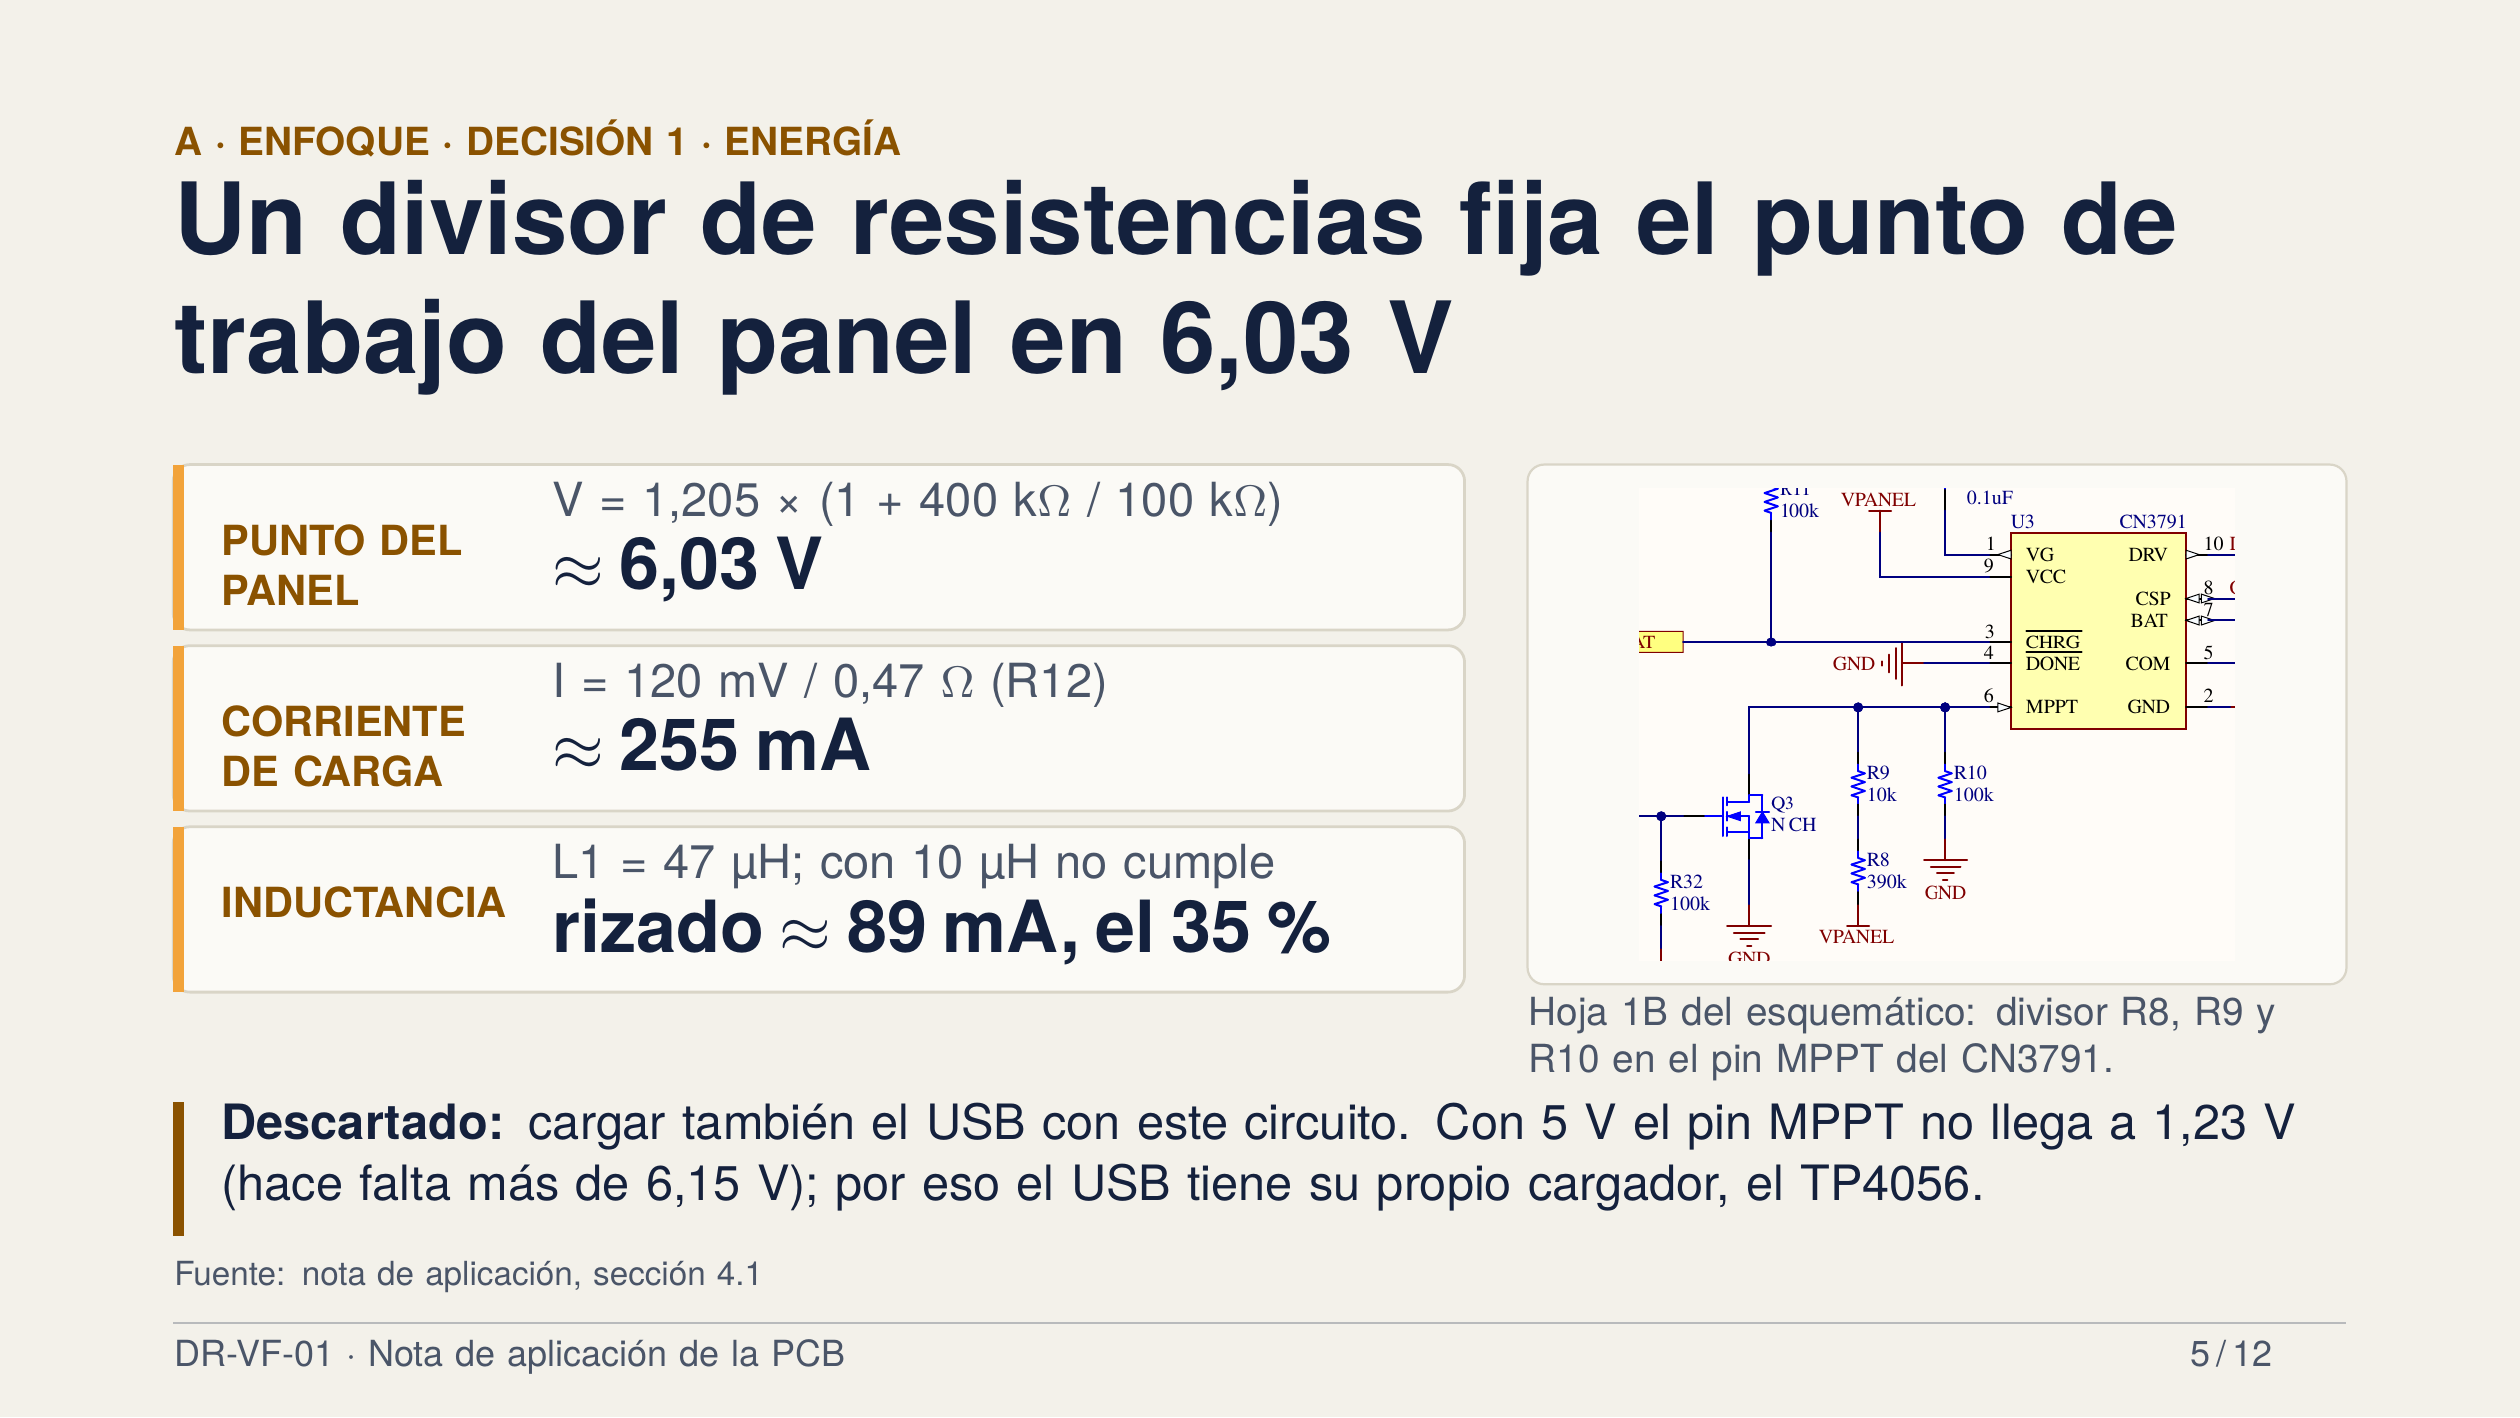 A · ENFOQUE · DECISIÓN 1 · ENERGÍA
Un divisor de resistencias fija el punto de
trabajo del panel en 6,03 V
PUNTO DEL
PANEL
V = 1,205 × (1 + 400 kΩ / 100 kΩ)
≈ 6,03 V
CORRIENTE
DE CARGA
I = 120 mV / 0,47 Ω (R12)
≈ 255 mA
INDUCTANCIA
L1 = 47 µH; con 10 µH no cumple
rizado ≈ 89 mA, el 35 %
R11
100k
VPANEL
0.1uF
U3
CN3791
1
VG
DRV
10
9
VCC
8
CSP
7
BAT
AT
3
CHRG
GND
4
DONE
COM
5
6
MPPT
GND
2
R9
10k
R10
100k
Q3
N CH
R8
390k
R32
100k
GND
VPANEL
GND
Hoja 1B del esquemático: divisor R8, R9 y
R10 en el pin MPPT del CN3791.
Descartado: cargar también el USB con este circuito. Con 5 V el pin MPPT no llega a 1,23 V
(hace falta más de 6,15 V); por eso el USB tiene su propio cargador, el TP4056.
Fuente: nota de aplicación, sección 4.1
DR-VF-01 · Nota de aplicación de la PCB
5 / 12